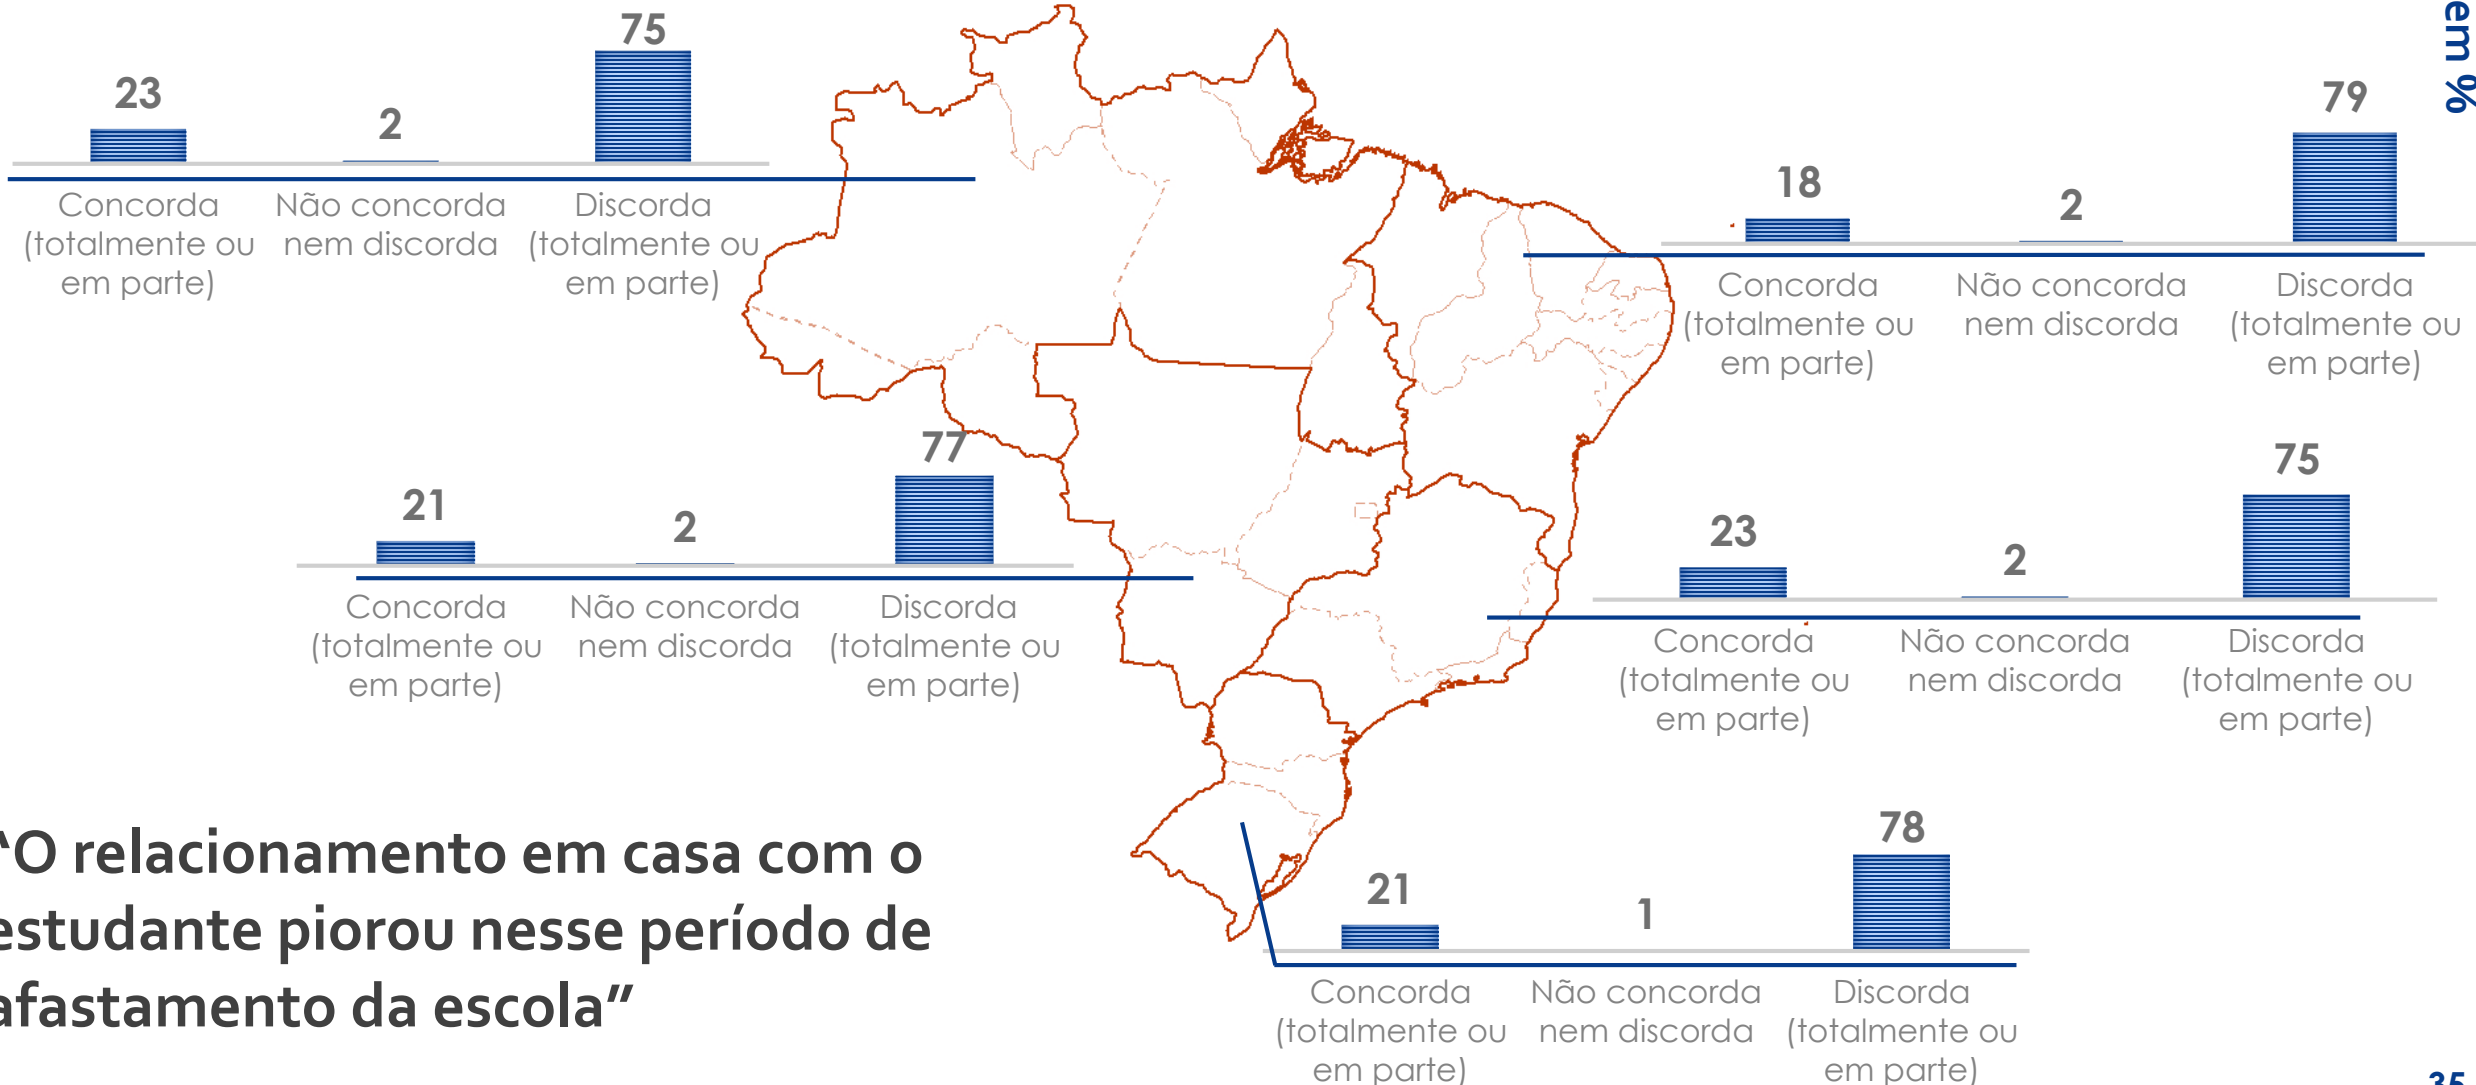 em %
75
23
2
Concorda
(totalmente ou
em parte)
Não concorda
nem discorda
Discorda
(totalmente ou
em parte)
79
18
2
Concorda
(totalmente ou
em parte)
Não concorda
nem discorda
Discorda
(totalmente ou
em parte)
77
21
2
Concorda
(totalmente ou
em parte)
Não concorda
nem discorda
Discorda
(totalmente ou
em parte)
75
23
2
Concorda
(totalmente ou
em parte)
Não concorda
nem discorda
Discorda
(totalmente ou
em parte)
"O relacionamento em casa com o
estudante piorou nesse período de
afastamento da escola”
78
21
1
Concorda
(totalmente ou
em parte)
Não concorda
nem discorda
Discorda
(totalmente ou
em parte)
35